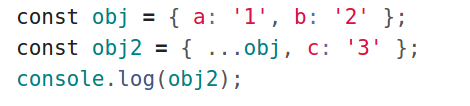 const obj = { a: '1', b: '2' };
const obj2 = { ...obj, c: '3' };
console.log(obj2);